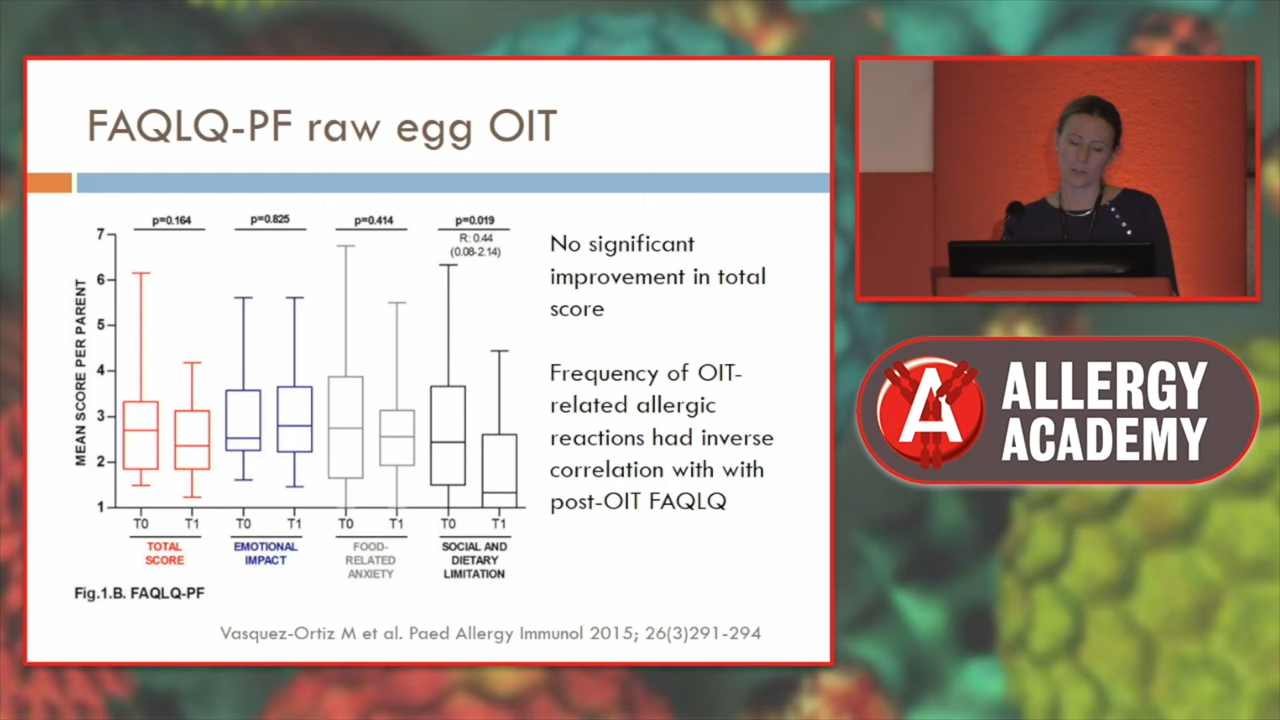 FAQLQ-PF raw egg OIT
p=0.164
p=0.825
p=0.414
p=0.019
R: 0.44
(0.08-2.14)
MEAN SCORE PER PARENT
7
6
5
4
3
2
1
T0
T1
T0
T1
T0
T1
T0
T1
TOTAL
SCORE
EMOTIONAL
IMPACT
FOOD-
RELATED
ANXIETY
SOCIAL AND
DIETARY
LIMITATION
Fig.1.B. FAQLQ-PF
No significant
improvement in total
score
Frequency of OIT-
related allergic
reactions had inverse
correlation with with
post-OIT FAQLQ
Vasquez-Ortiz M et al. Paed Allergy Immunol 2015; 26(3)291-294
A
ALLERGY
ACADEMY